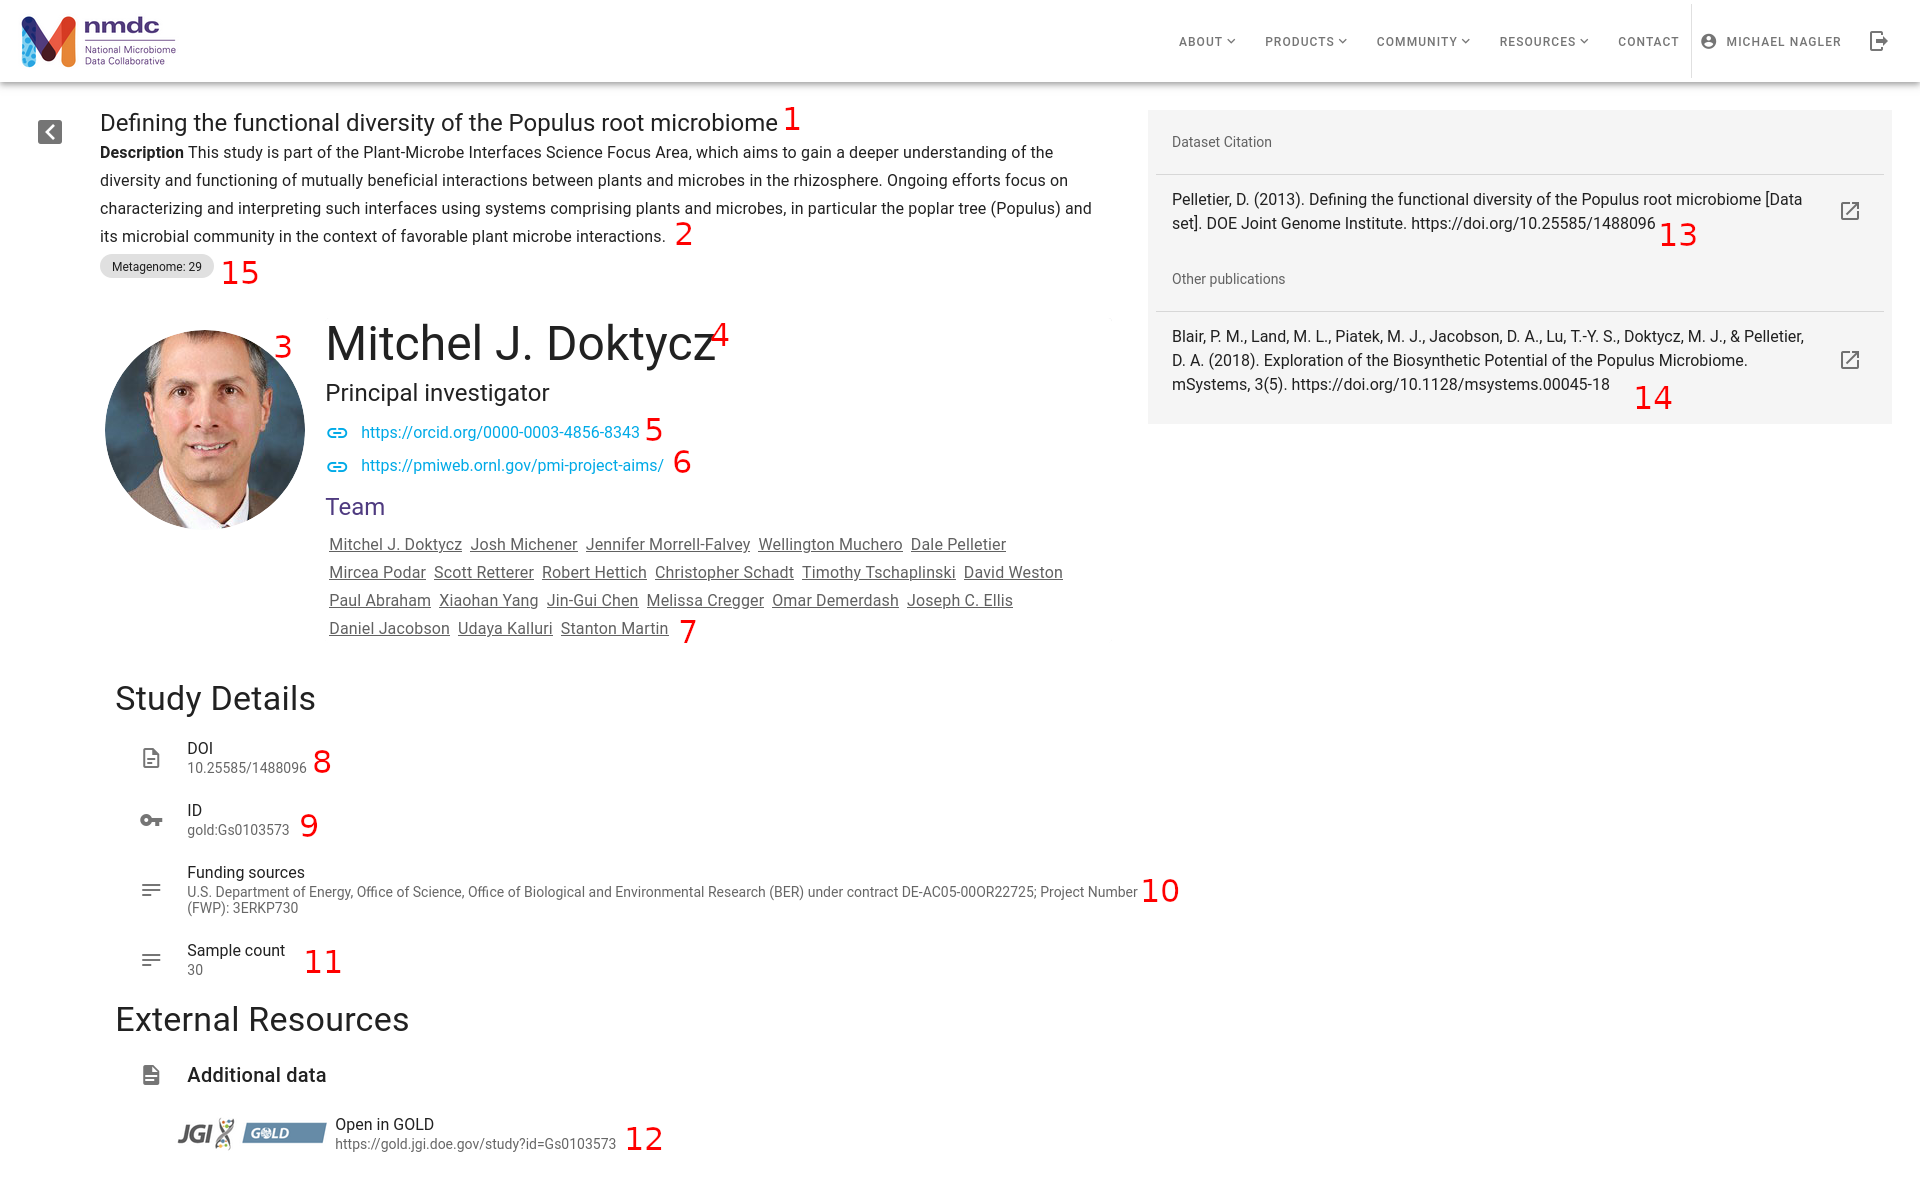 nmdc
National Microbiome
Data Collaborative
ABOUT PRODUCTS COMMUNITY RESOURCES CONTACT MICHAEL NAGLER
Defining the functional diversity of the Populus root microbiome 1
Description This study is part of the Plant-Microbe Interfaces Science Focus Area, which aims to gain a deeper understanding of the
diversity and functioning of mutually beneficial interactions between plants and microbes in the rhizosphere. Ongoing efforts focus on
characterizing and interpreting such interfaces using systems comprising plants and microbes, in particular the poplar tree (Populus) and
its microbial community in the context of favorable plant microbe interactions. 2
Metagenome: 29 15
3
Mitchel J. Doktycz 4
Principal investigator
https://orcid.org/0000-0003-4856-8343 5
https://pmiweb.ornl.gov/pmi-project-aims/ 6
Team
Mitchel J. Doktycz Josh Michener Jennifer Morrell-Falvey Wellington Muchero Dale Pelletier
Mircea Podar Scott Retterer Robert Hettich Christopher Schadt Timothy Tschaplinski David Weston
Paul Abraham Xiaohan Yang Jin-Gui Chen Melissa Cregger Omar Demerdash Joseph C. Ellis
Daniel Jacobson Udaya Kalluri Stanton Martin 7
Dataset Citation
Pelletier, D. (2013). Defining the functional diversity of the Populus root microbiome [Data
set]. DOE Joint Genome Institute. https://doi.org/10.25585/1488096 13
Other publications
Blair, P. M., Land, M. L., Piatek, M. J., Jacobson, D. A., Lu, T.-Y. S., Doktycz, M. J., & Pelletier,
D. A. (2018). Exploration of the Biosynthetic Potential of the Populus Microbiome.
mSystems, 3(5). https://doi.org/10.1128/msystems.00045-18 14
Study Details
DOI
10.25585/1488096 8
ID
gold:Gs0103573 9
Funding sources
U.S. Department of Energy, Office of Science, Office of Biological and Environmental Research (BER) under contract DE-AC05-00OR22725; Project Number 10
(FWP): 3ERKP730
Sample count
30 11
External Resources
Additional data
JGI GOLD
Open in GOLD
https://gold.jgi.doe.gov/study?id=Gs0103573 12